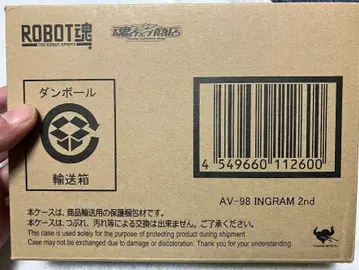 ROBOT魂
THE ROBOT SPIRITS
魂ウェブ商店
ダンボール
輸送箱
4 549660 112600
AV-98 INGRAM 2nd
本ケースは、商品輸送用の保護梱包材です。
本ケースは、つぶれ、汚れ等による交換は出来ません。ご了承ください。
This case is used solely for the purpose of protecting product during shipment.
Case may not be exchanged due to damage or discoloration. Thank you for your understanding.